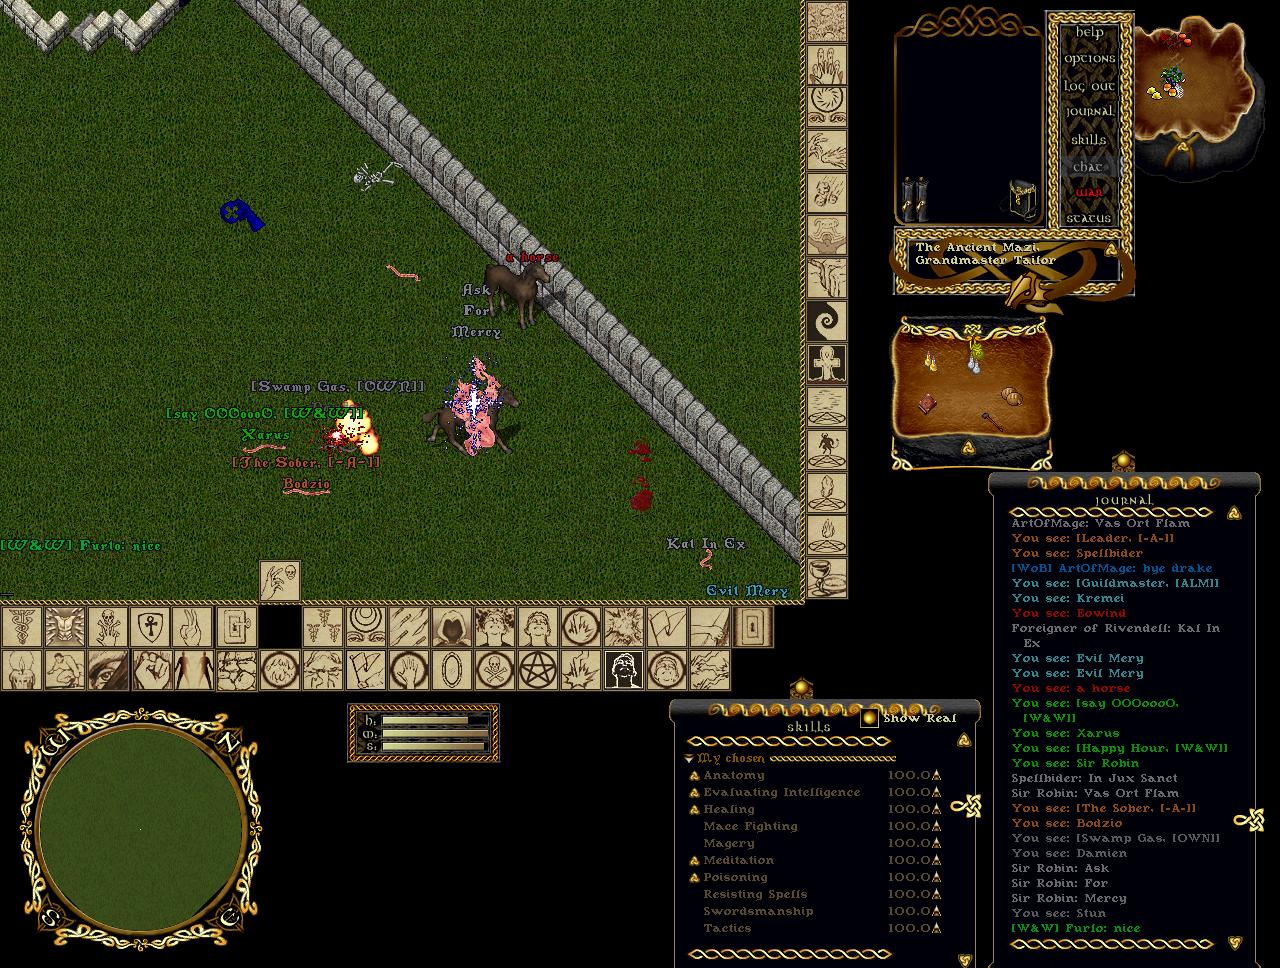 a horse
Ask
For
Mercy
[Swamp Gas, [OWN]]
[say OOOoooO, [W&W]]
Xarus
[The Sober, [-A-]]
Bodzio
[W&W] Furlo: nice
Kal In Ex
Evil Mery
help
options
log out
journal
skills
chat
war
status
The Ancient Mazi,
Grandmaster Tailor
W
N
S
E
h:
m:
s:
skills
Show Real
My chosen
Anatomy 100.0
Evaluating Intelligence 100.0
Healing 100.0
Mace Fighting 100.0
Magery 100.0
Meditation 100.0
Poisoning 100.0
Resisting Spells 100.0
Swordsmanship 100.0
Tactics 100.0
journal
ArtOfMage: Vas Ort Flam
You see: [Leader, [-A-]]
You see: Spellbider
[WoB] ArtOfMage: bye drake
You see: [Guildmaster, [ALM]]
You see: Kremei
You see: Eowind
Foreigner of Rivendell: Kal In
Ex
You see: Evil Mery
You see: Evil Mery
You see: a horse
You see: [say OOOoooO,
[W&W]]
You see: Xarus
You see: [Happy Hour, [W&W]]
You see: Sir Robin
Spellbider: In Jux Sanct
Sir Robin: Vas Ort Flam
You see: [The Sober, [-A-]]
You see: Bodzio
You see: [Swamp Gas, [OWN]]
You see: Damien
Sir Robin: Ask
Sir Robin: For
Sir Robin: Mercy
You see: Stun
[W&W] Furlo: nice